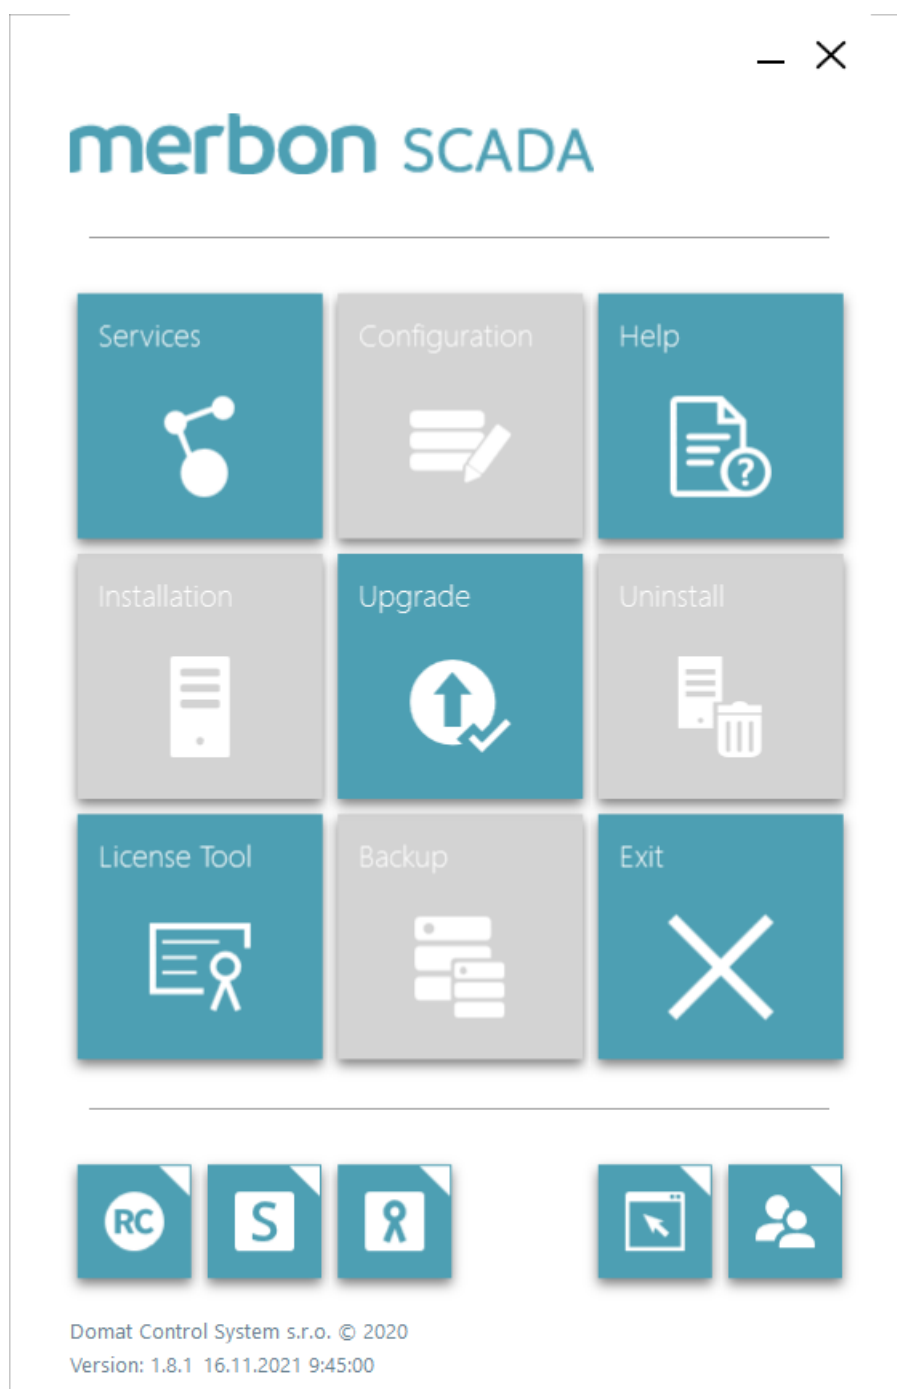 merbon SCADA
Services
Configuration
Help
?
Installation
Upgrade
Uninstall
License Tool
Backup
Exit
RC
S
Domat Control System s.r.o. © 2020
Version: 1.8.1 16.11.2021 9:45:00